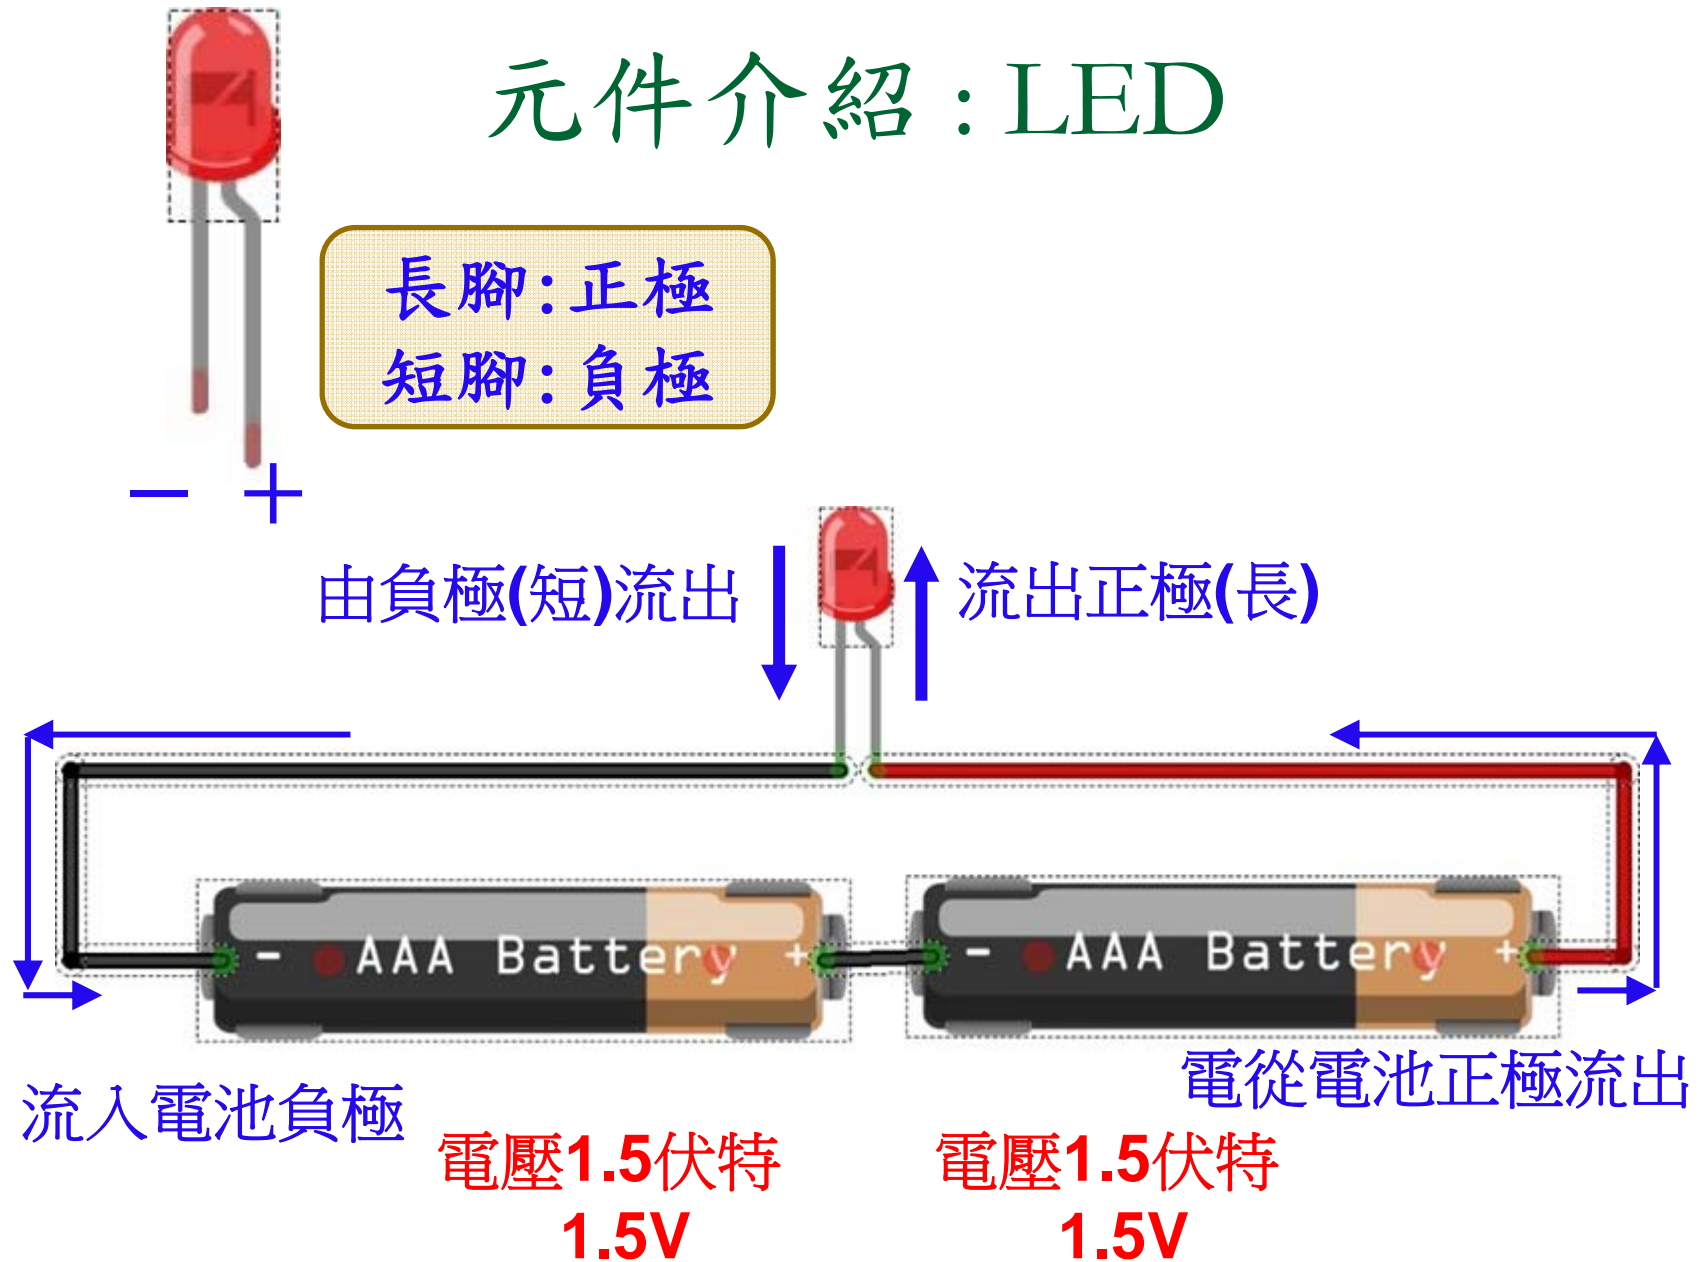 元件介紹 : LED
長腳:正極
短腳:負極
－ ＋
由負極(短)流出
流出正極(長)
- AAA Battery +
- AAA Battery +
流入電池負極
電從電池正極流出
電壓1.5伏特
1.5V
電壓1.5伏特
1.5V